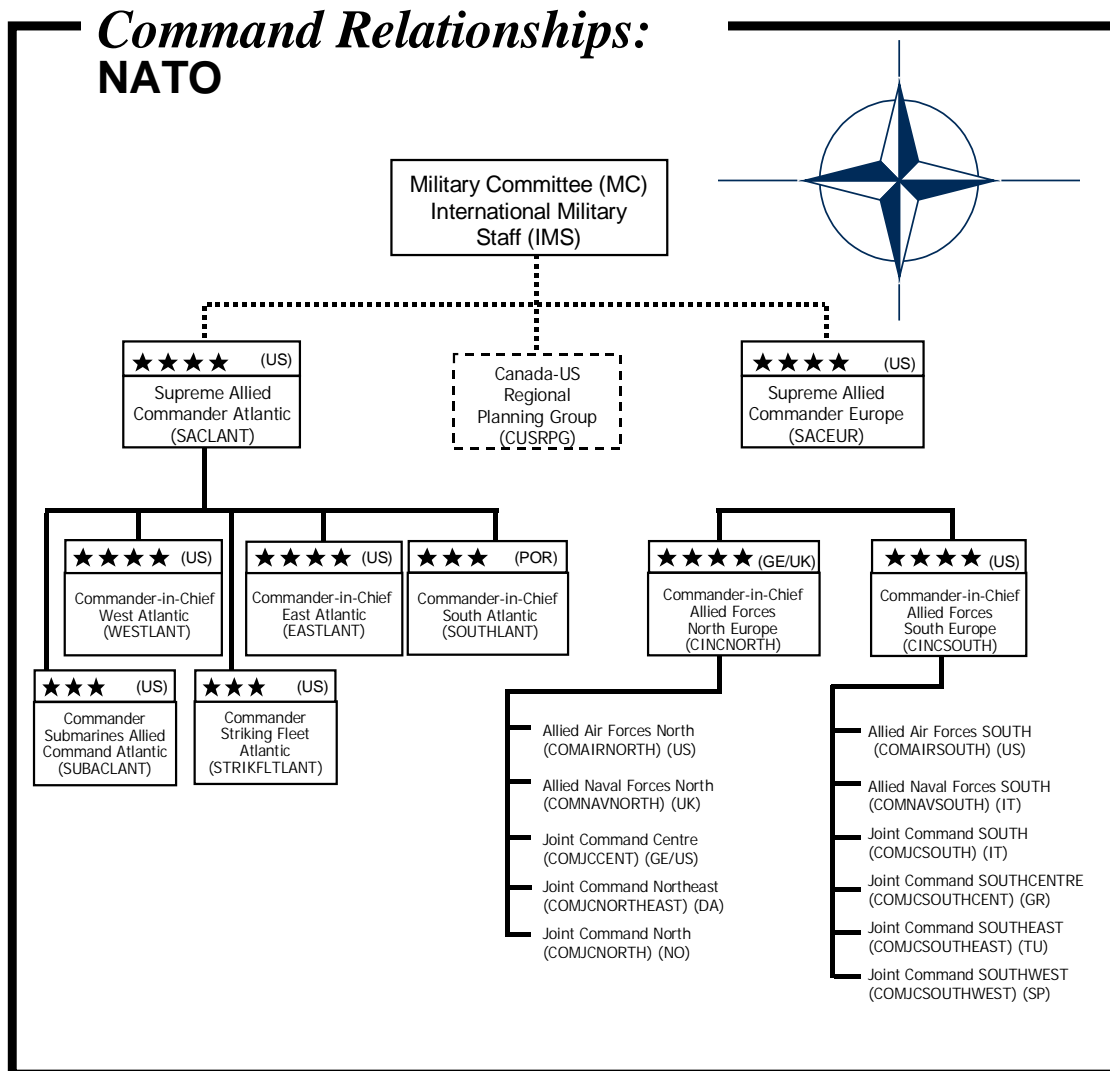 Command Relationships:
NATO
Military Committee (MC)
International Military
Staff (IMS)
★★★★ (US)
Supreme Allied
Commander Atlantic
(SACLANT)
Canada-US
Regional
Planning Group
(CUSRPG)
★★★★ (US)
Supreme Allied
Commander Europe
(SACEUR)
★★★★ (US)
Commander-in-Chief
West Atlantic
(WESTLANT)
★★★★ (US)
Commander-in-Chief
East Atlantic
(EASTLANT)
★★★ (POR)
Commander-in-Chief
South Atlantic
(SOUTHLANT)
★★★★ (GE/UK)
Commander-in-Chief
Allied Forces
North Europe
(CINCNORTH)
★★★★ (US)
Commander-in-Chief
Allied Forces
South Europe
(CINCSOUTH)
★★★ (US)
Commander
Submarines Allied
Command Atlantic
(SUBACLANT)
★★★ (US)
Commander
Striking Fleet
Atlantic
(STRIKFLTLANT)
Allied Air Forces North
(COMAIRNORTH) (US)
Allied Naval Forces North
(COMNAVNORTH) (UK)
Joint Command Centre
(COMJCCENT) (GE/US)
Joint Command Northeast
(COMJCNORTHEAST) (DA)
Joint Command North
(COMJCNORTH) (NO)
Allied Air Forces SOUTH
(COMAIRSOUTH) (US)
Allied Naval Forces SOUTH
(COMNAVSOUTH) (IT)
Joint Command SOUTH
(COMJCSOUTH) (IT)
Joint Command SOUTHCENTRE
(COMJCSOUTHCENT) (GR)
Joint Command SOUTHEAST
(COMJCSOUTHEAST) (TU)
Joint Command SOUTHWEST
(COMJCSOUTHWEST) (SP)